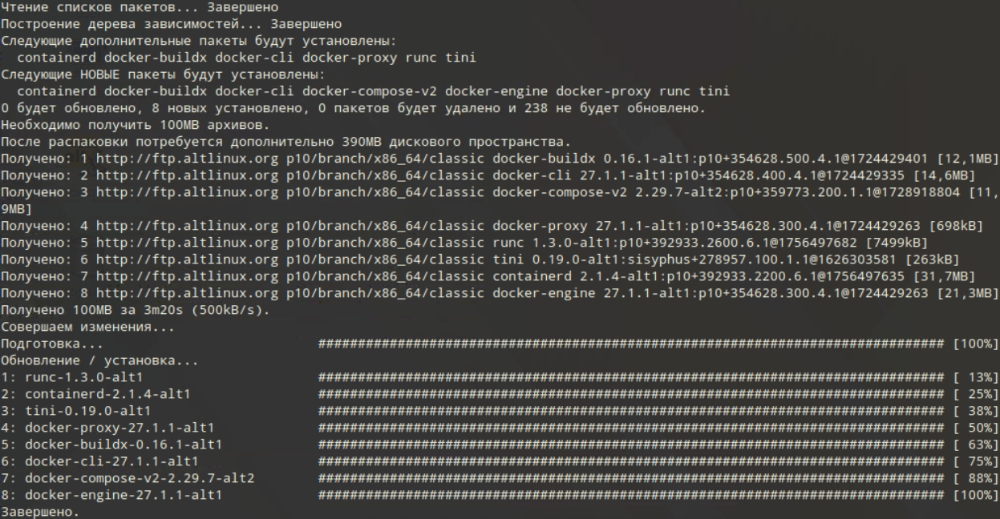 Чтение списков пакетов... Завершено
Построение дерева зависимостей... Завершено
Следующие дополнительные пакеты будут установлены:
  containerd docker-buildx docker-cli docker-proxy runc tini
Следующие НОВЫЕ пакеты будут установлены:
  containerd docker-buildx docker-cli docker-compose-v2 docker-engine docker-proxy runc tini
0 будет обновлено, 8 новых установлено, 0 пакетов будет удалено и 238 не будет обновлено.
Необходимо получить 100MB архивов.
После распаковки потребуется дополнительно 390MB дискового пространства.
Получено: 1 http://ftp.altlinux.org p10/branch/x86_64/classic docker-buildx 0.16.1-alt1:p10+354628.500.4.1@1724429401 [12,1MB]
Получено: 2 http://ftp.altlinux.org p10/branch/x86_64/classic docker-cli 27.1.1-alt1:p10+354628.400.4.1@1724429335 [14,6MB]
Получено: 3 http://ftp.altlinux.org p10/branch/x86_64/classic docker-compose-v2 2.29.7-alt2:p10+359773.200.1.1@1728918804 [11,
9MB]
Получено: 4 http://ftp.altlinux.org p10/branch/x86_64/classic docker-proxy 27.1.1-alt1:p10+354628.300.4.1@1724429263 [698kB]
Получено: 5 http://ftp.altlinux.org p10/branch/x86_64/classic runc 1.3.0-alt1:p10+392933.2600.6.1@1756497682 [7499kB]
Получено: 6 http://ftp.altlinux.org p10/branch/x86_64/classic tini 0.19.0-alt1:sisyphus+278957.100.1.1@1626303581 [263kB]
Получено: 7 http://ftp.altlinux.org p10/branch/x86_64/classic containerd 2.1.4-alt1:p10+392933.2200.6.1@1756497635 [31,7MB]
Получено: 8 http://ftp.altlinux.org p10/branch/x86_64/classic docker-engine 27.1.1-alt1:p10+354628.300.4.1@1724429263 [21,3MB]
Получено 100MB за 3m20s (500kB/s).
Совершаем изменения...
Подготовка... ############################################################################### [100%]
Обновление / установка...
1: runc-1.3.0-alt1 ############################################################################### [ 13%]
2: containerd-2.1.4-alt1 ############################################################################### [ 25%]
3: tini-0.19.0-alt1 ############################################################################### [ 38%]
4: docker-proxy-27.1.1-alt1 ############################################################################### [ 50%]
5: docker-buildx-0.16.1-alt1 ############################################################################### [ 63%]
6: docker-cli-27.1.1-alt1 ############################################################################### [ 75%]
7: docker-compose-v2-2.29.7-alt2 ############################################################################### [ 88%]
8: docker-engine-27.1.1-alt1 ############################################################################### [100%]
Завершено.